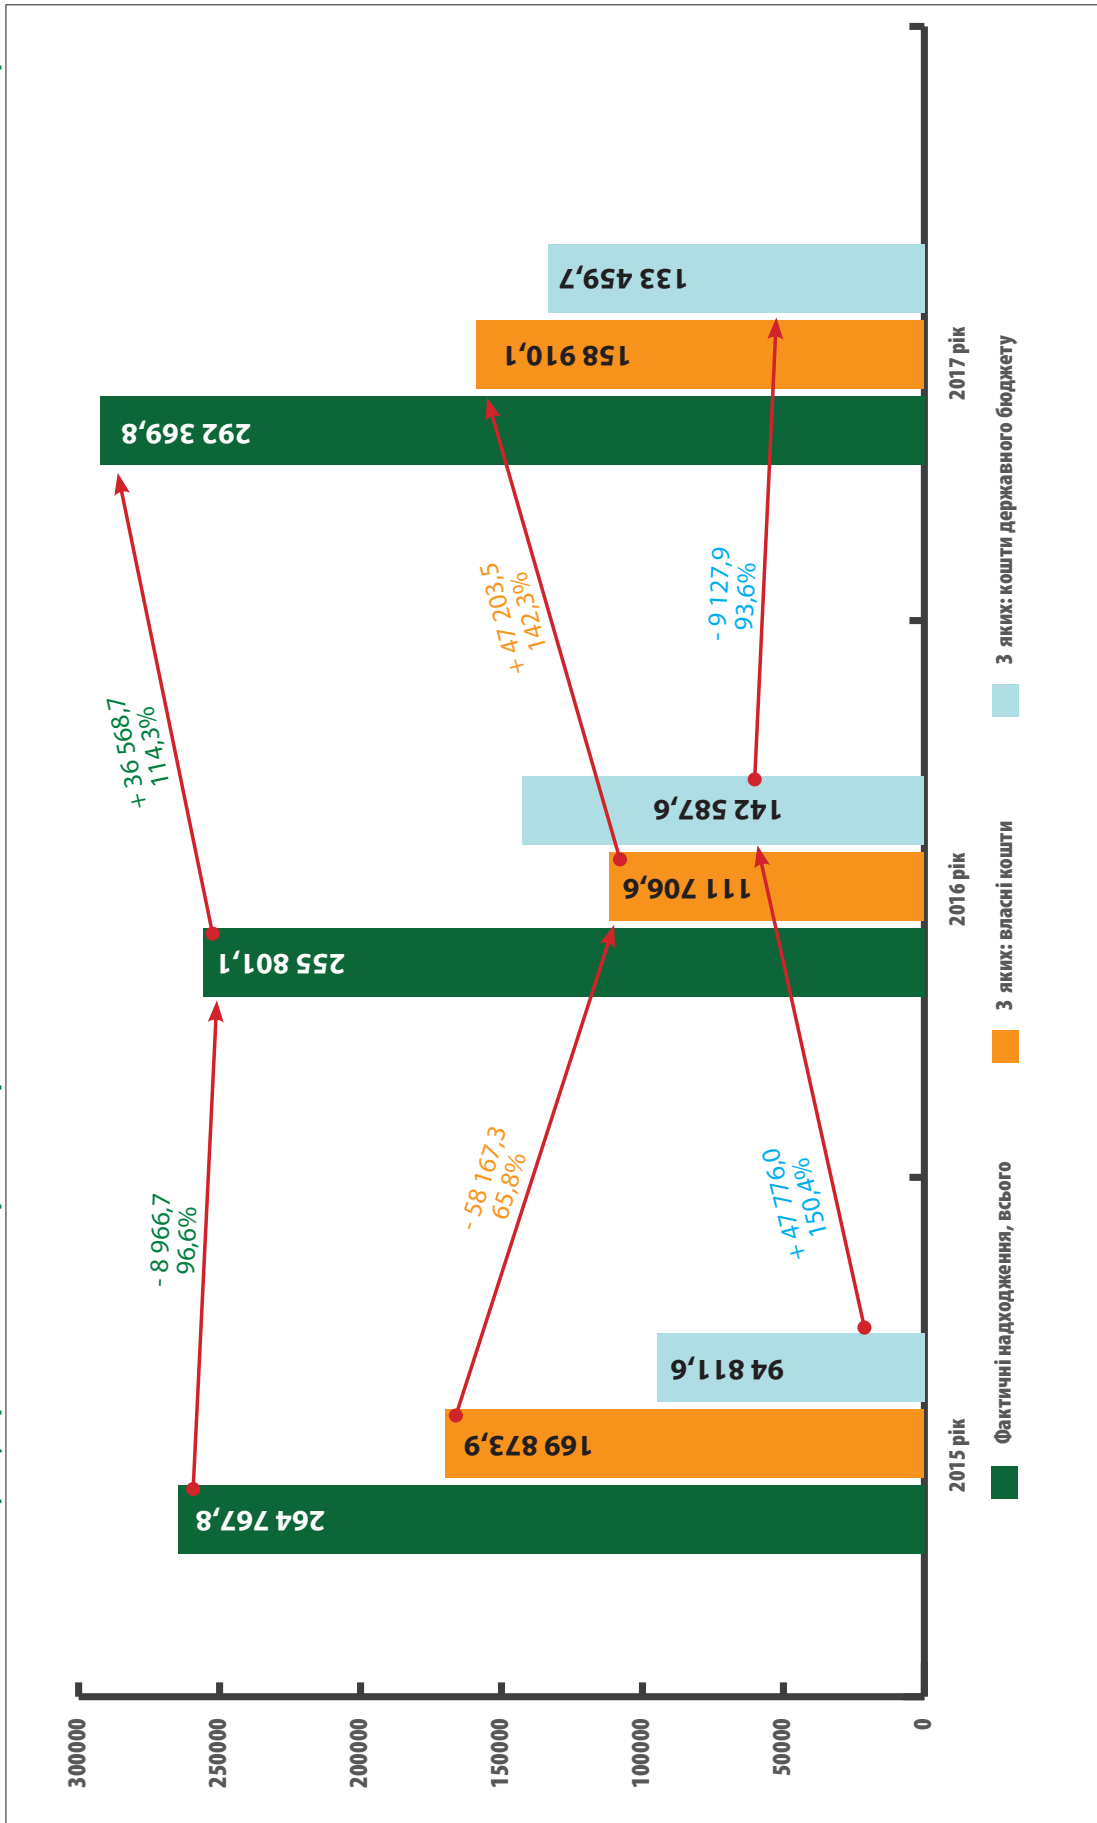 300000
250000
200000
150000
100000
50000
0
264 767,8
169 873,9
94 811,6
- 8 966,7
96,6%
- 58 167,3
65,8%
+ 47 776,0
150,4%
255 801,1
111 706,6
142 587,6
+ 36 568,7
114,3%
+ 47 203,5
142,3%
- 9 127,9
93,6%
292 369,8
158 910,1
133 459,7
2015 рік
2016 рік
2017 рік
Фактичні надходження, всього
З яких: власні кошти
З яких: кошти державного бюджету